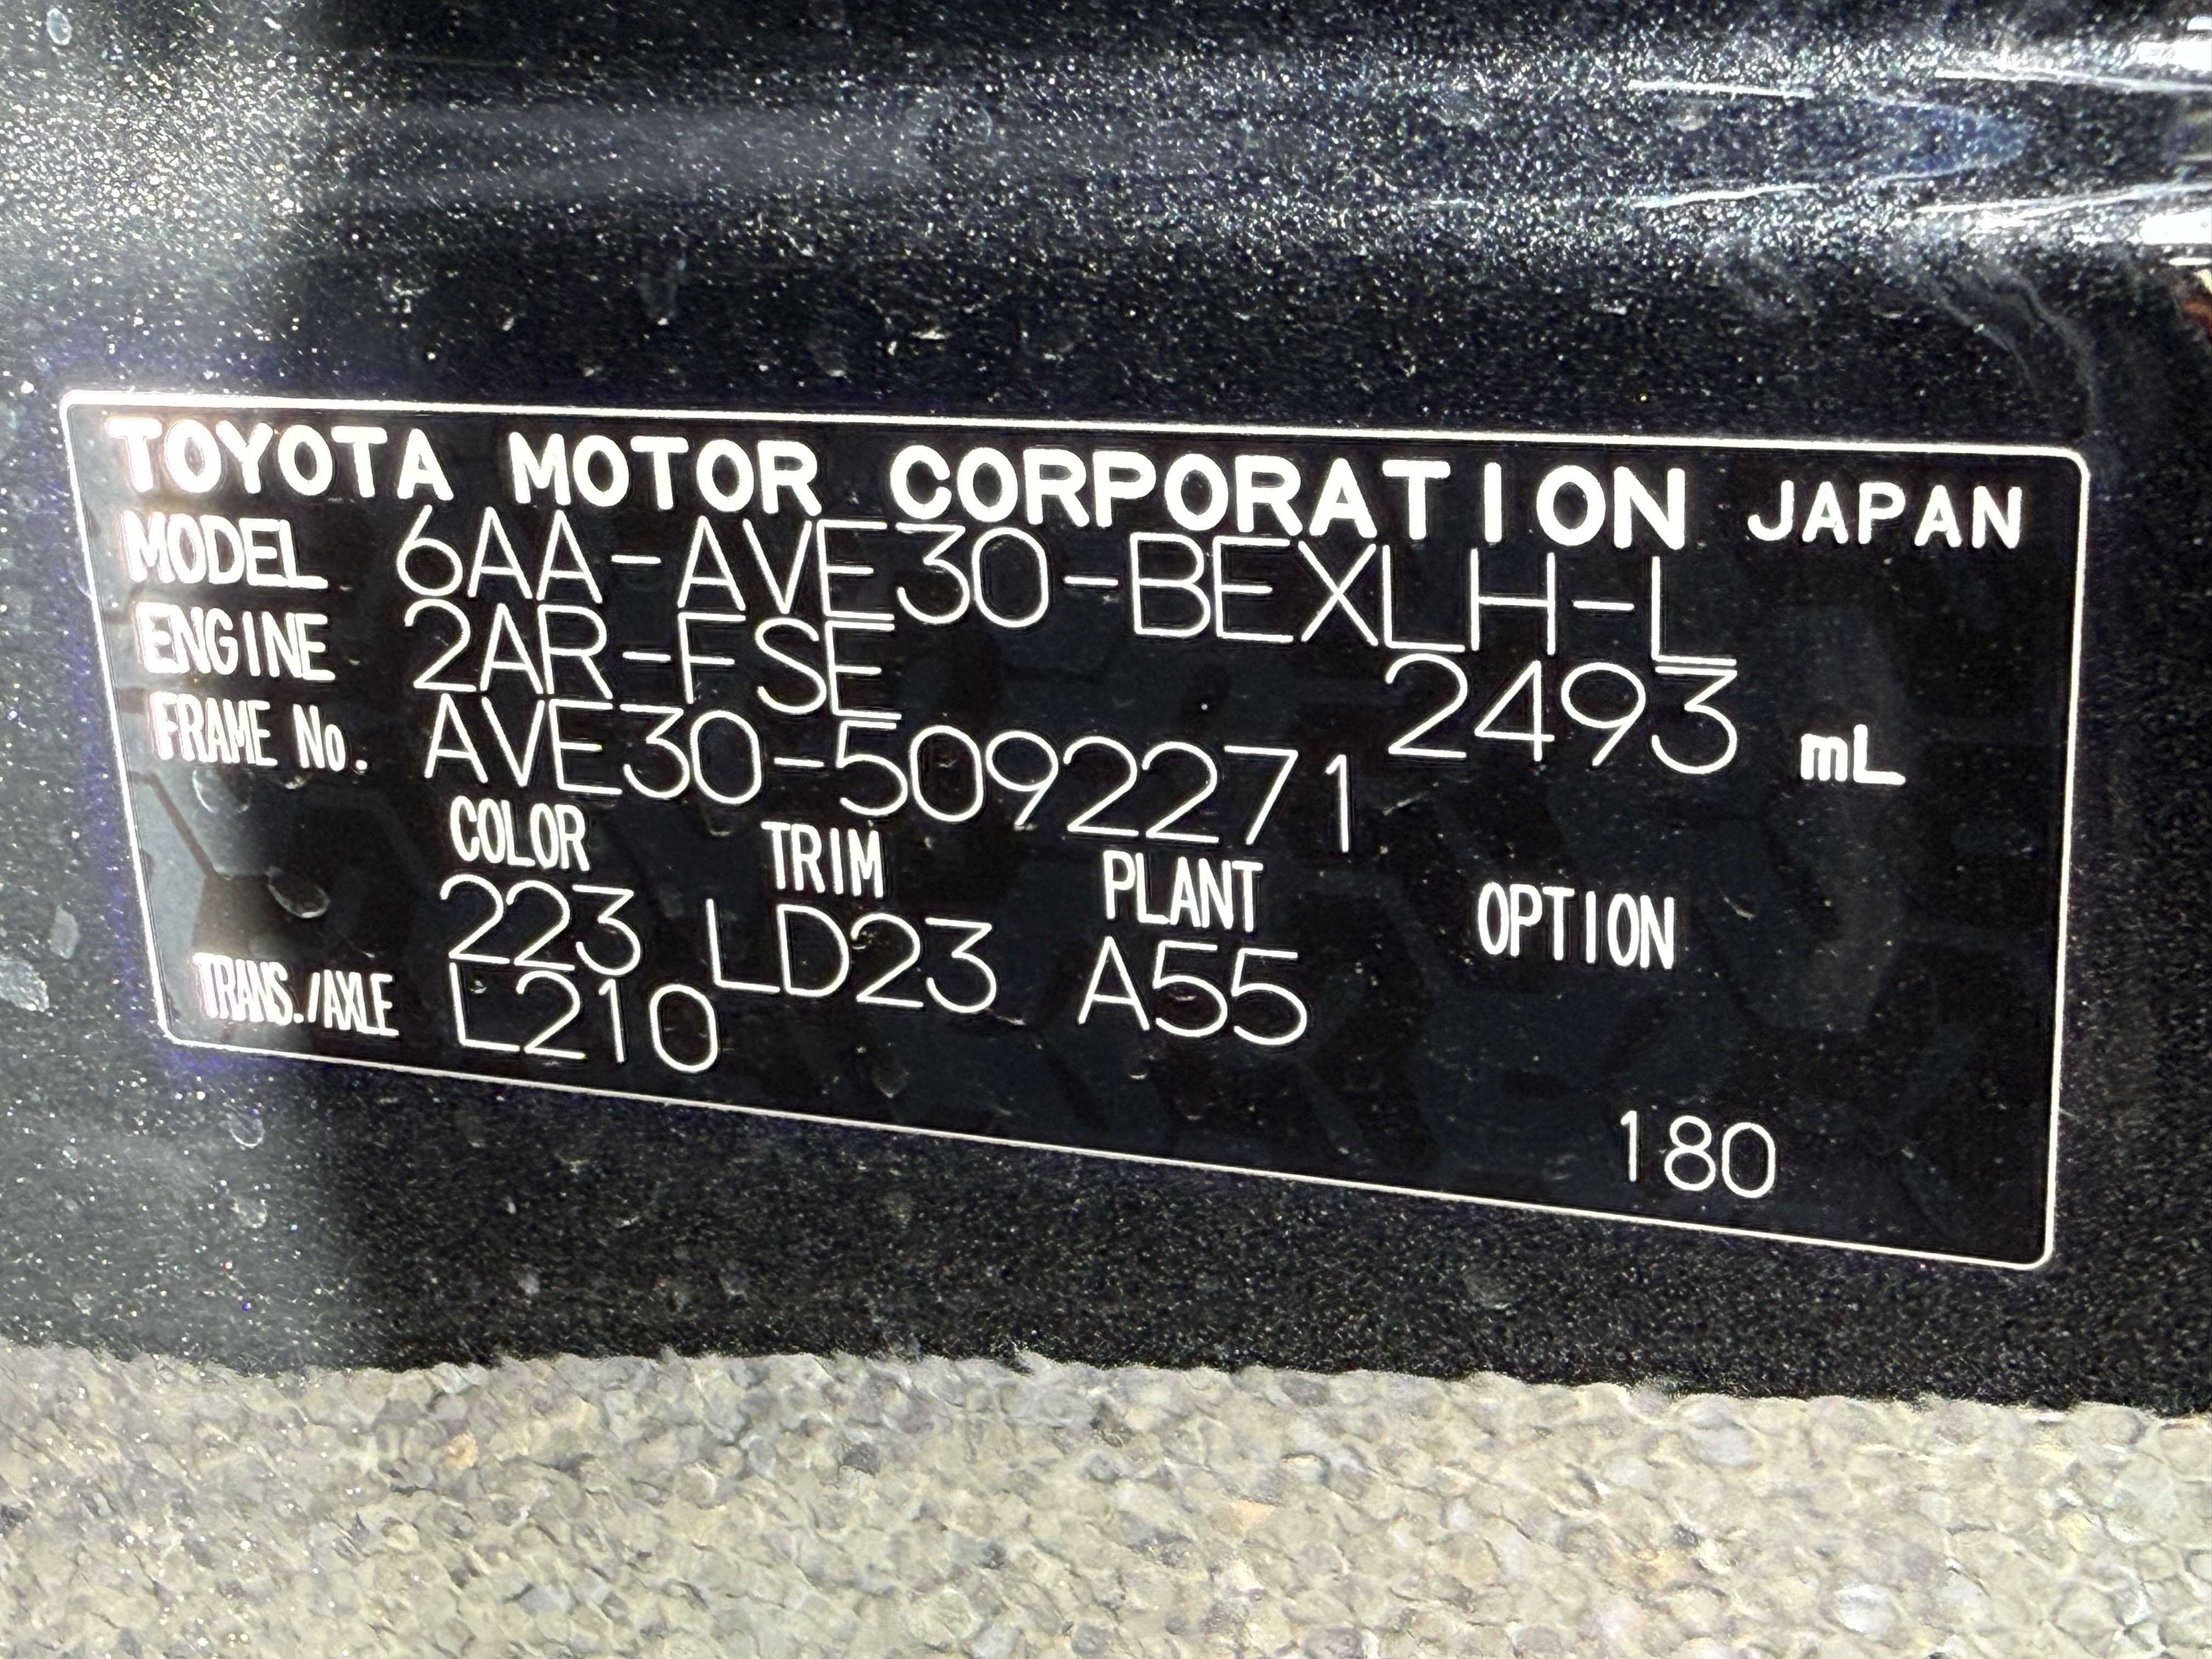 TOYOTA MOTOR CORPORATION JAPAN
MODEL 6AA-AVE30-BEXLH-L
ENGINE 2AR-FSE 2493 mL
FRAME No. AVE30-5092271
COLOR TRIM PLANT OPTION
223 LD23 A55
TRANS./AXLE L210
180